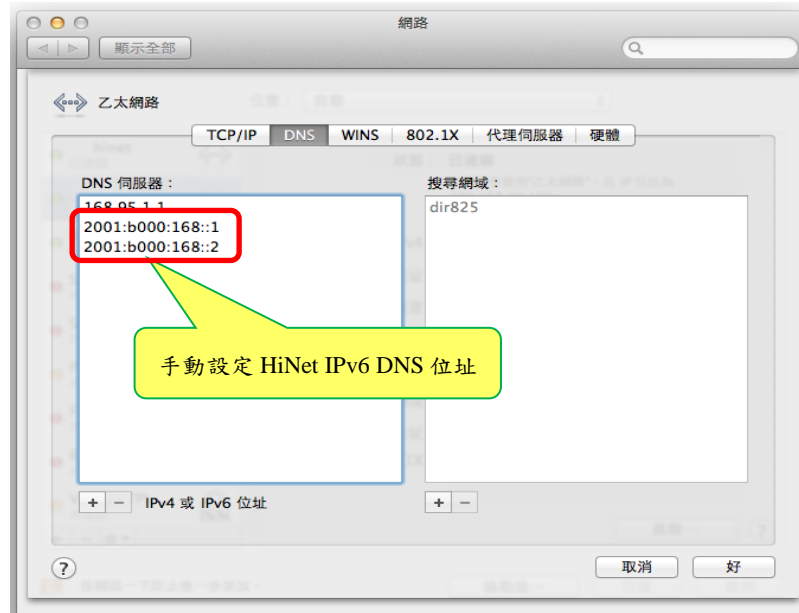 網路
顯示全部
乙太網路
TCP/IP DNS WINS 802.1X 代理伺服器 硬體
DNS 伺服器：
搜尋網域：
168.95.1.1
2001:b000:168::1
2001:b000:168::2
dir825
手動設定 HiNet IPv6 DNS 位址
+ − IPv4 或 IPv6 位址
+ −
?
取消
好